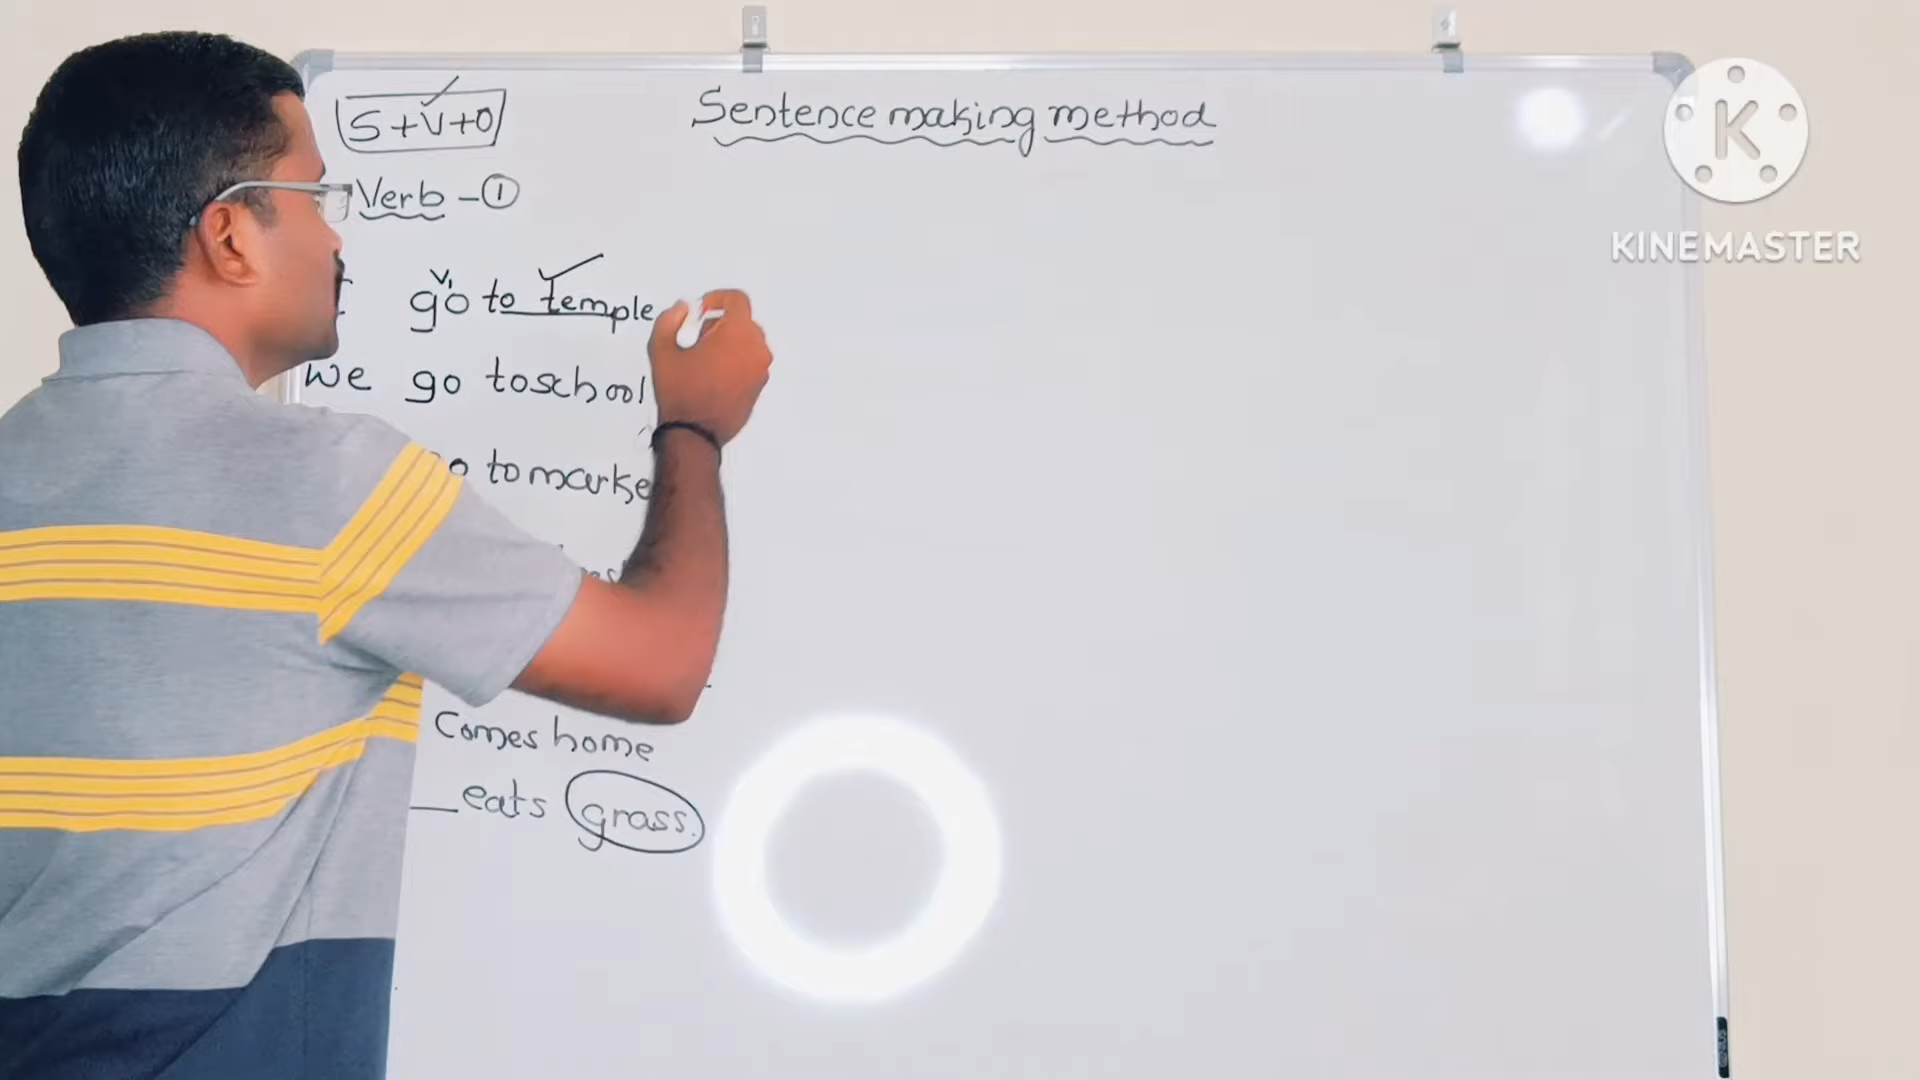 S+V+O
Sentence making method
Verb - ①
V1
go to temple
We go to school
to marke
Comes home
eats grass.
K
KINEMASTER